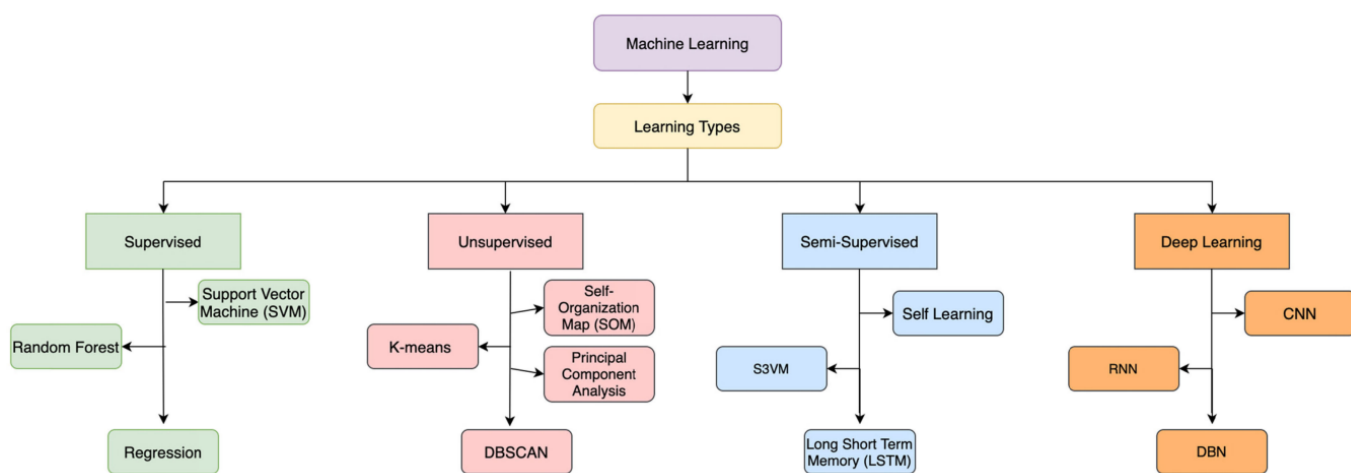 Machine Learning
Learning Types
Supervised
Unsupervised
Semi-Supervised
Deep Learning
Support Vector
Machine (SVM)
Random Forest
Regression
Self-
Organization
Map (SOM)
K-means
Principal
Component
Analysis
DBSCAN
Self Learning
S3VM
Long Short Term
Memory (LSTM)
CNN
RNN
DBN